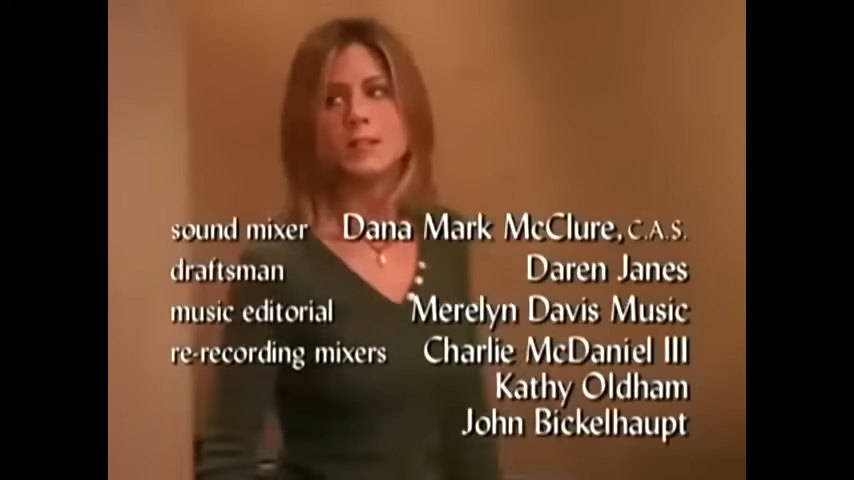 sound mixer Dana Mark McClure, C.A.S.
draftsman Daren Janes
music editorial Merelyn Davis Music
re-recording mixers Charlie McDaniel III
Kathy Oldham
John Bickelhaupt